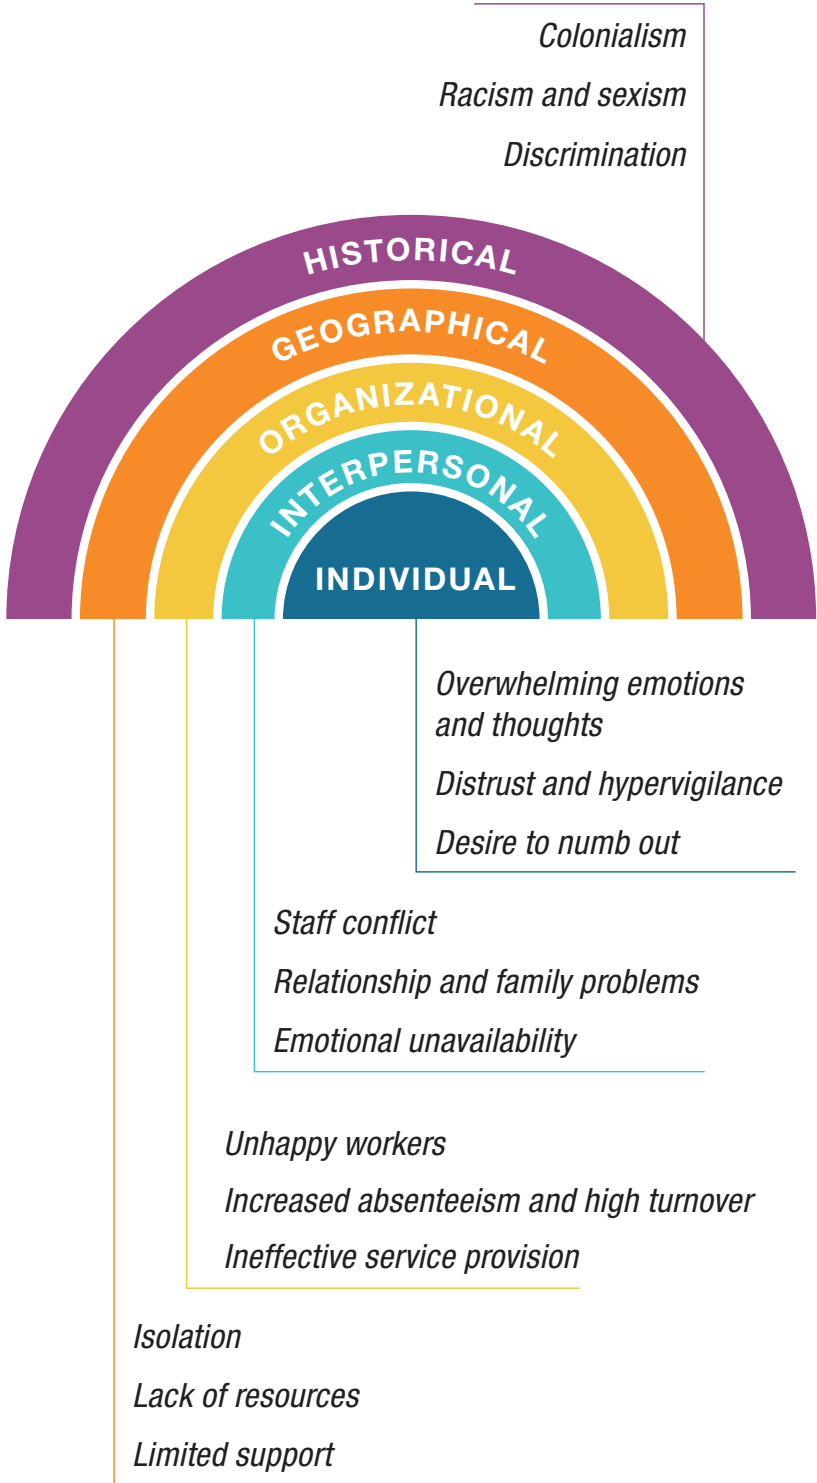 Colonialism
Racism and sexism
Discrimination
HISTORICAL
GEOGRAPHICAL
ORGANIZATIONAL
INTERPERSONAL
INDIVIDUAL
Overwhelming emotions
and thoughts
Distrust and hypervigilance
Desire to numb out
Staff conflict
Relationship and family problems
Emotional unavailability
Unhappy workers
Increased absenteeism and high turnover
Ineffective service provision
Isolation
Lack of resources
Limited support